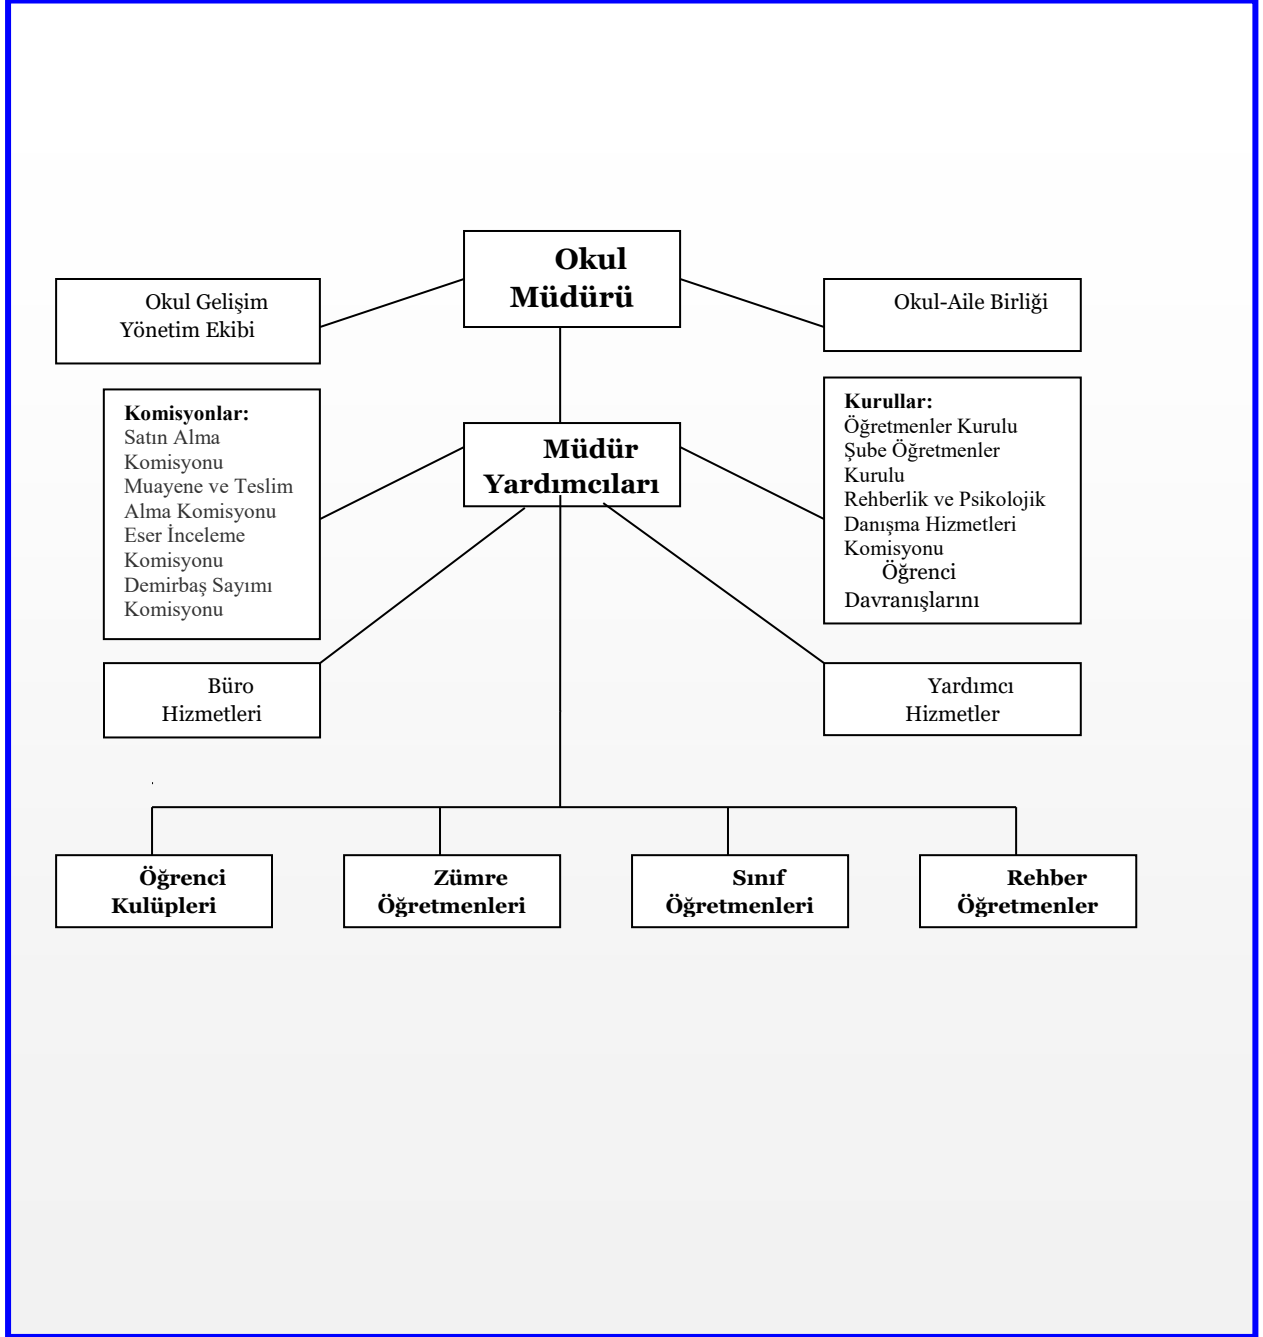 Okul
Müdürü
Okul Gelişim
Yönetim Ekibi
Okul-Aile Birliği
Komisyonlar:
Satın Alma
Komisyonu
Muayene ve Teslim
Alma Komisyonu
Eser İnceleme
Komisyonu
Demirbaş Sayımı
Komisyonu
Müdür
Yardımcıları
Kurullar:
Öğretmenler Kurulu
Şube Öğretmenler
Kurulu
Rehberlik ve Psikolojik
Danışma Hizmetleri
Komisyonu
Öğrenci
Davranışlarını
Büro
Hizmetleri
Yardımcı
Hizmetler
Öğrenci
Kulüpleri
Zümre
Öğretmenleri
Sınıf
Öğretmenleri
Rehber
Öğretmenler